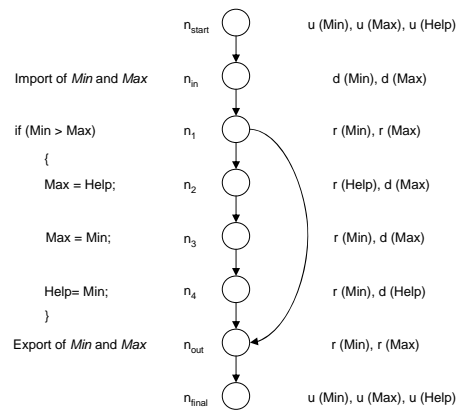 n_start u (Min), u (Max), u (Help)
Import of Min and Max n_in d (Min), d (Max)
if (Min > Max) n_1 r (Min), r (Max)
{
Max = Help; n_2 r (Help), d (Max)
Max = Min; n_3 r (Min), d (Max)
Help= Min; n_4 r (Min), d (Help)
}
Export of Min and Max n_out r (Min), r (Max)
n_final u (Min), u (Max), u (Help)